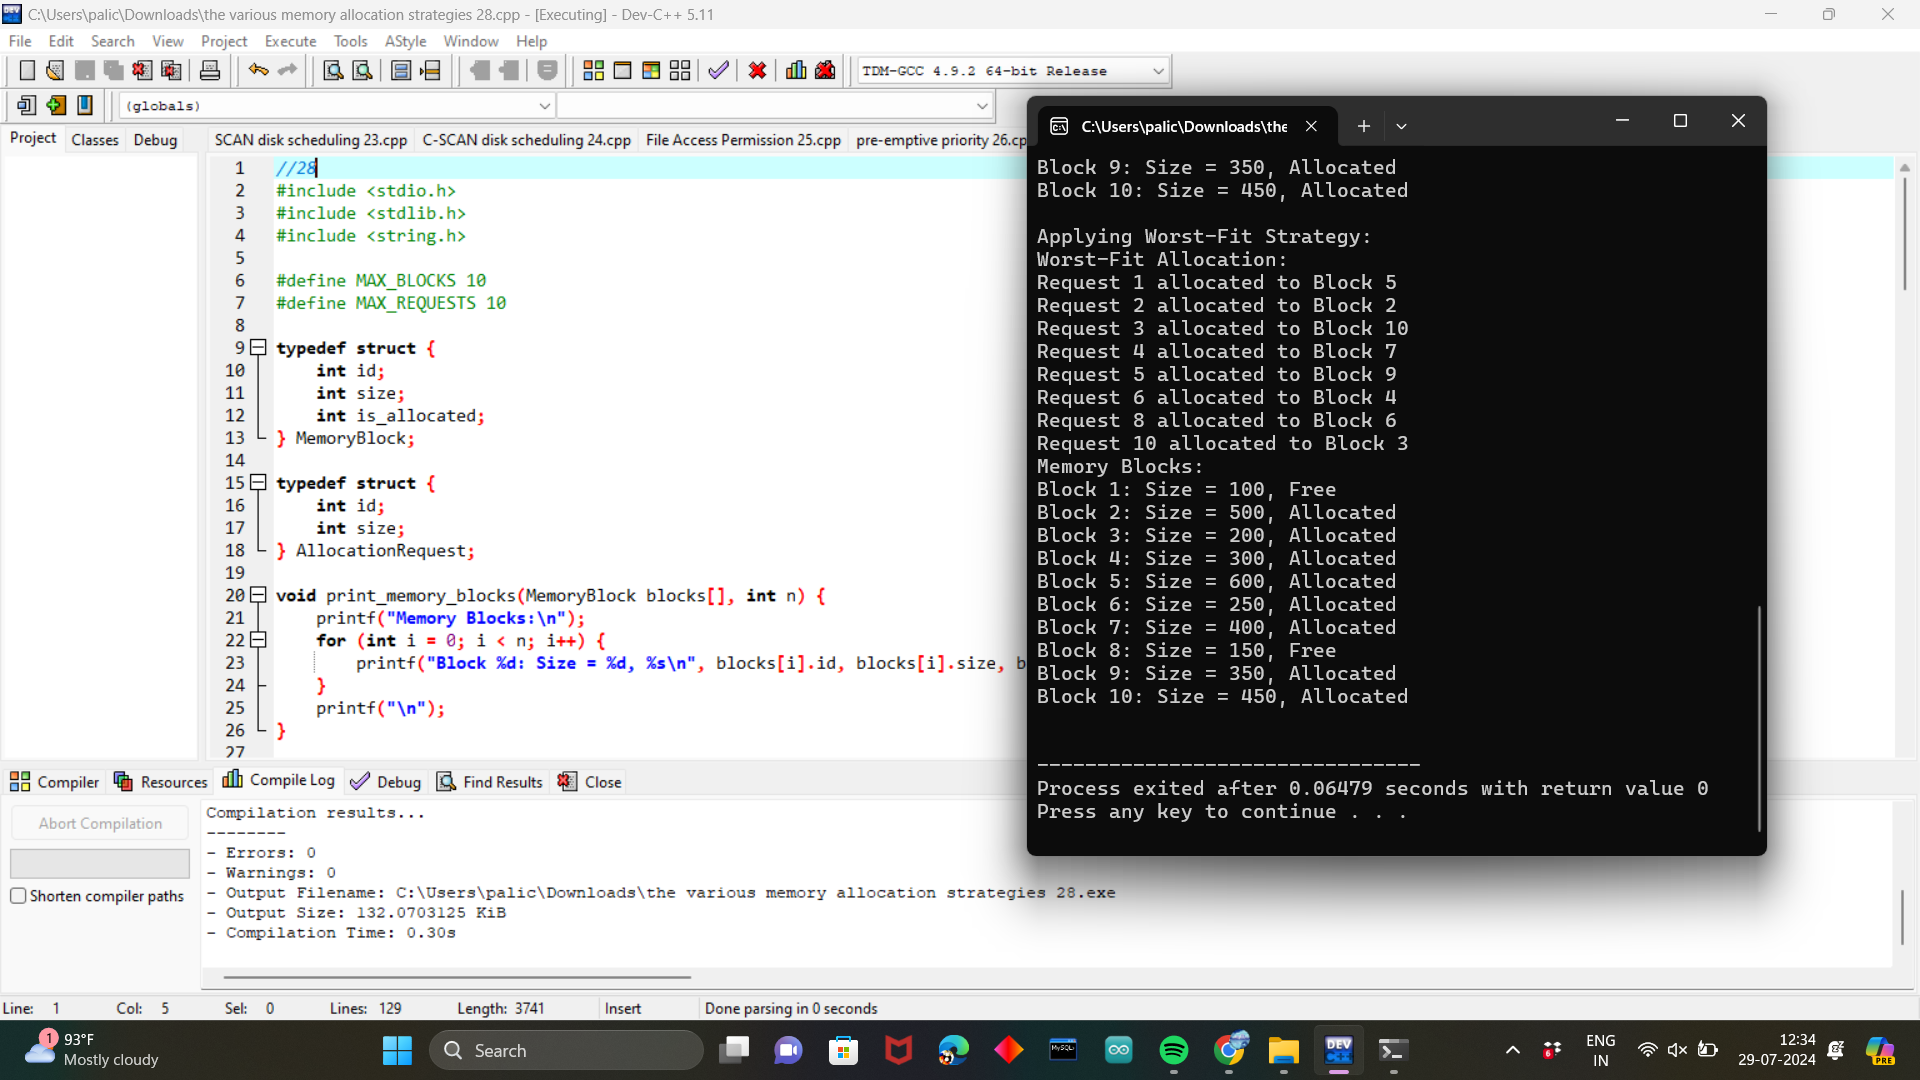 C:\Users\palic\Downloads\the various memory allocation strategies 28.cpp - [Executing] - Dev-C++ 5.11
File Edit Search View Project Execute Tools AStyle Window Help
TDM-GCC 4.9.2 64-bit Release
(globals)
Project Classes Debug
SCAN disk scheduling 23.cpp C-SCAN disk scheduling 24.cpp File Access Permission 25.cpp pre-emptive priority 26.cp
1 //28
2 #include <stdio.h>
3 #include <stdlib.h>
4 #include <string.h>
5
6 #define MAX_BLOCKS 10
7 #define MAX_REQUESTS 10
8
9 typedef struct {
10 int id;
11 int size;
12 int is_allocated;
13 } MemoryBlock;
14
15 typedef struct {
16 int id;
17 int size;
18 } AllocationRequest;
19
20 void print_memory_blocks(MemoryBlock blocks[], int n) {
21 printf("Memory Blocks:\n");
22 for (int i = 0; i < n; i++) {
23 printf("Block %d: Size = %d, %s\n", blocks[i].id, blocks[i].size, b
24 }
25 printf("\n");
26 }
27
C:\Users\palic\Downloads\the
Block 9: Size = 350, Allocated
Block 10: Size = 450, Allocated
Applying Worst-Fit Strategy:
Worst-Fit Allocation:
Request 1 allocated to Block 5
Request 2 allocated to Block 2
Request 3 allocated to Block 10
Request 4 allocated to Block 7
Request 5 allocated to Block 9
Request 6 allocated to Block 4
Request 8 allocated to Block 6
Request 10 allocated to Block 3
Memory Blocks:
Block 1: Size = 100, Free
Block 2: Size = 500, Allocated
Block 3: Size = 200, Allocated
Block 4: Size = 300, Allocated
Block 5: Size = 600, Allocated
Block 6: Size = 250, Allocated
Block 7: Size = 400, Allocated
Block 8: Size = 150, Free
Block 9: Size = 350, Allocated
Block 10: Size = 450, Allocated
--------------------------------
Process exited after 0.06479 seconds with return value 0
Press any key to continue . . .
Compiler Resources Compile Log Debug Find Results Close
Abort Compilation
Shorten compiler paths
Compilation results...
--------
- Errors: 0
- Warnings: 0
- Output Filename: C:\Users\palic\Downloads\the various memory allocation strategies 28.exe
- Output Size: 132.0703125 KiB
- Compilation Time: 0.30s
Line: 1 Col: 5 Sel: 0 Lines: 129 Length: 3741 Insert Done parsing in 0 seconds
1
93°F
Mostly cloudy
Search
MySQL
DEV
C++
6
ENG
IN
12:34
29-07-2024
PRE